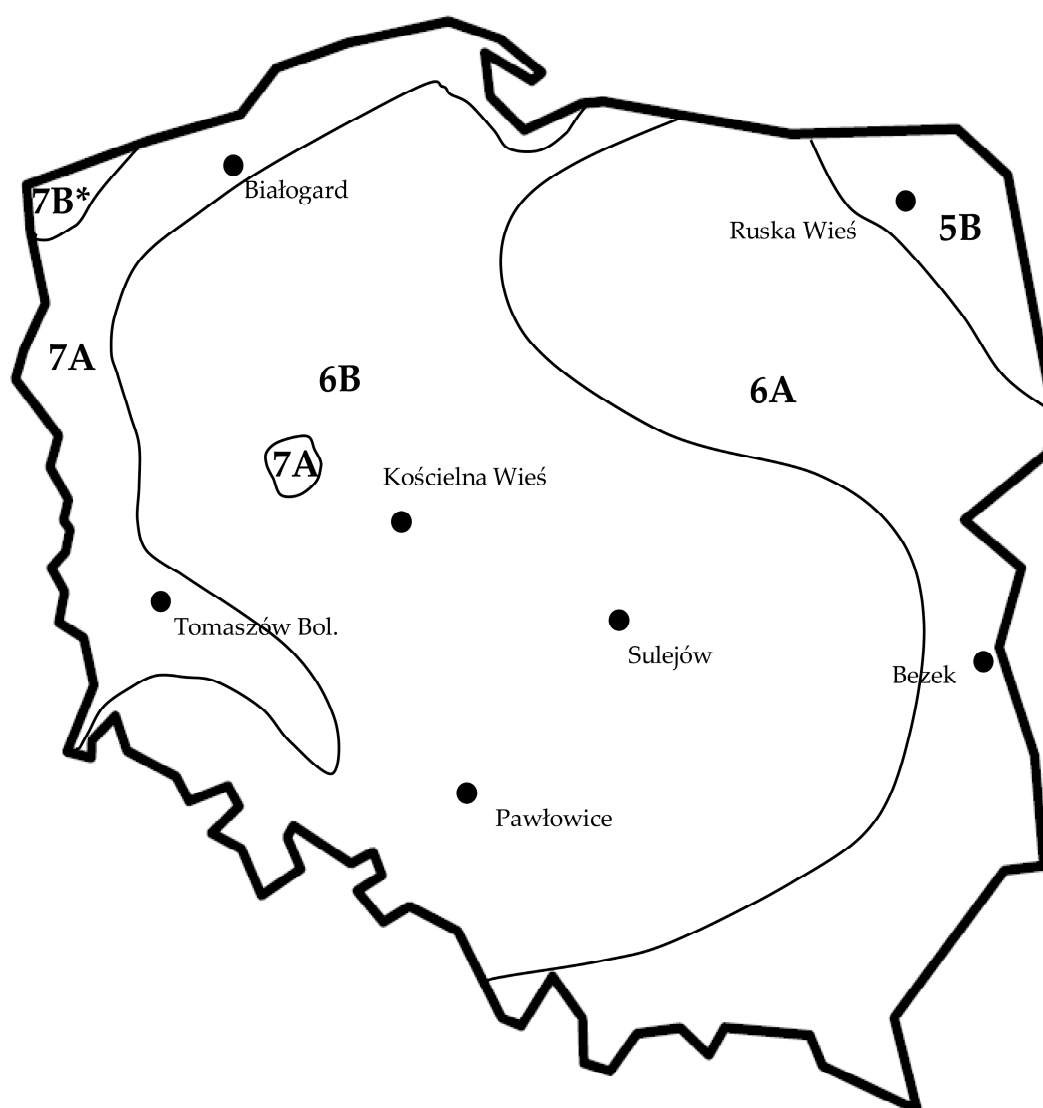 7B*
Białogard
Ruska Wieś
5B
7A
6B
6A
7A
Kościelna Wieś
Tomaszów Bol.
Sulejów
Bezek
Pawłowice